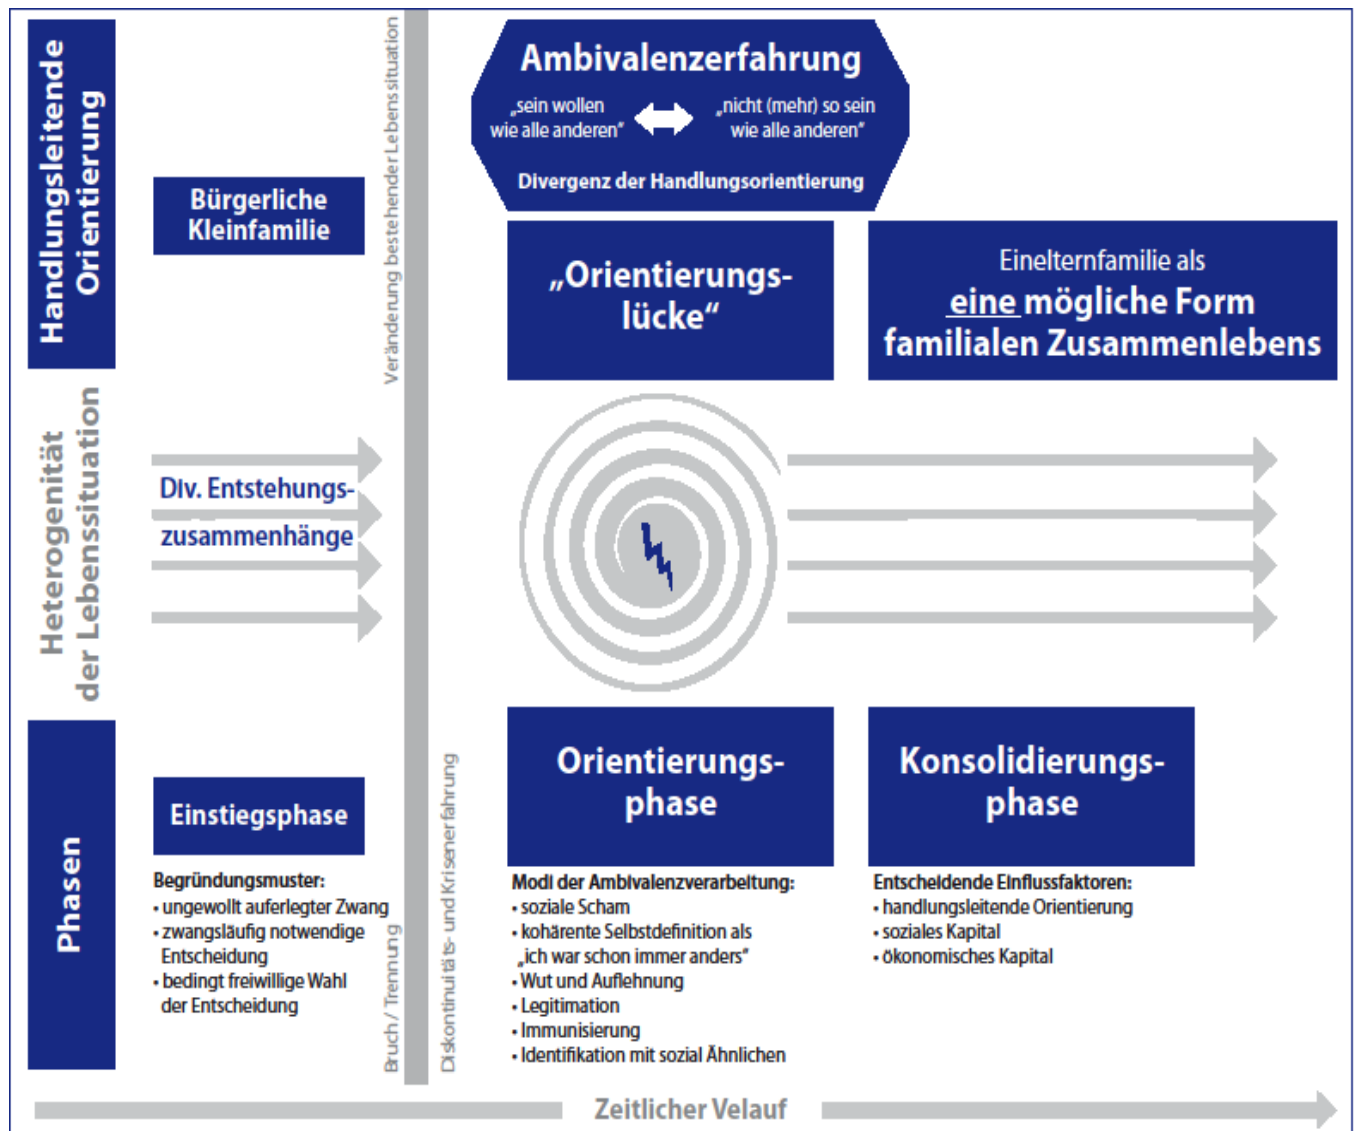 Handlungsleitende
Orientierung
Bürgerliche
Kleinfamilie
Veränderung bestehender Lebenssituation
Ambivalenzerfahrung
„sein wollen
wie alle anderen“
„nicht (mehr) so sein
wie alle anderen“
Divergenz der Handlungsorientierung
„Orientierungs-
lücke“
Einelternfamilie als
eine mögliche Form
familialen Zusammenlebens
Heterogenität
der Lebenssituation
Div. Entstehungs-
zusammenhänge
Phasen
Einstiegsphase
Begründungsmuster:
• ungewollt auferlegter Zwang
• zwangsläufig notwendige
Entscheidung
• bedingt freiwillige Wahl
der Entscheidung
Bruch / Trennung
Diskontinuitäts- und Krisenerfahrung
Orientierungs-
phase
Modi der Ambivalenzverarbeitung:
• soziale Scham
• kohärente Selbstdefinition als
„ich war schon immer anders“
• Wut und Auflehnung
• Legitimation
• Immunisierung
• Identifikation mit sozial Ähnlichen
Konsolidierungs-
phase
Entscheidende Einflussfaktoren:
• handlungsleitende Orientierung
• soziales Kapital
• ökonomisches Kapital
Zeitlicher Velauf